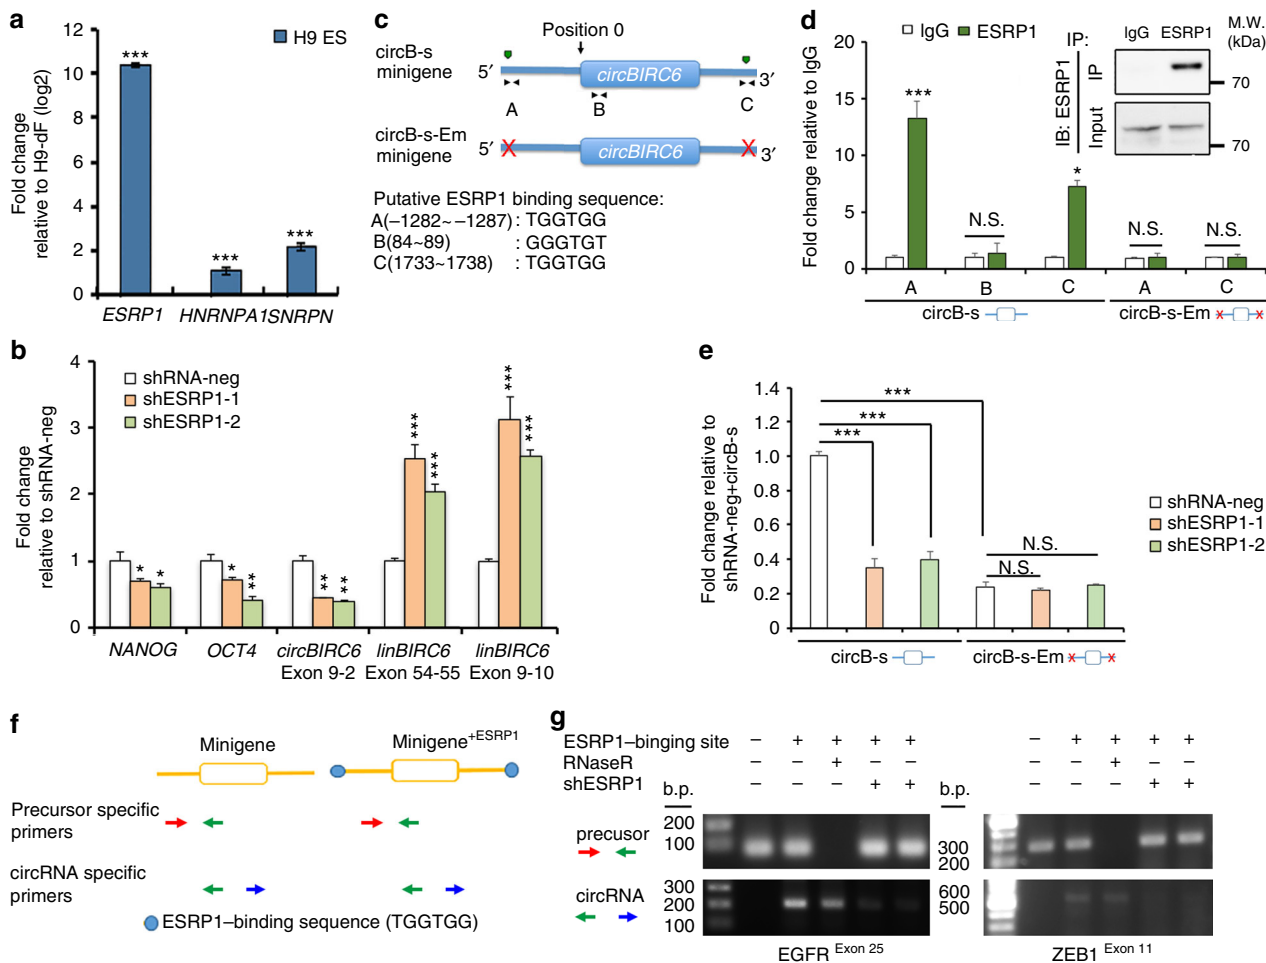 a
12
10
8
6
4
2
0
Fold change
relative to H9-dF (log2)
H9 ES
***
***
***
ESRP1
HNRNPA1
SNRPN
b
4
3
2
1
0
Fold change
relative to shRNA-neg
shRNA-neg
shESRP1-1
shESRP1-2
*
*
*
**
**
**
***
***
***
***
NANOG
OCT4
circBIRC6
Exon 9-2
linBIRC6
Exon 54-55
linBIRC6
Exon 9-10
c
Position 0
circB-s
minigene
5′
circBIRC6
3′
A
B
C
circB-s-Em
minigene
5′
X
circBIRC6
X
3′
Putative ESRP1 binding sequence:
A(−1282~−1287) : TGGTGG
B(84~89) : GGGTGT
C(1733~1738) : TGGTGG
d
20
15
10
5
0
Fold change relative to IgG
IgG
ESRP1
***
N.S.
*
N.S.
N.S.
A
B
C
A
C
circB-s
circB-s-Em
IP:
IgG
ESRP1
M.W.
(kDa)
IB: ESRP1
IP
Input
70
70
e
1.4
1.2
1.0
0.8
0.6
0.4
0.2
0
Fold change relative to
shRNA-neg+circB-s
***
***
***
N.S.
N.S.
shRNA-neg
shESRP1-1
shESRP1-2
circB-s
circB-s-Em
f
Minigene
Minigene+ESRP1
Precursor specific
primers
circRNA specific
primers
ESRP1–binding sequence (TGGTGG)
g
ESRP1–binging site − + + + + − + + + +
RNaseR − − + − − − − + − −
shESRP1 − − − + + − − − + +
b.p.
b.p.
precusor
200
100
300
200
circRNA
300
200
100
600
500
EGFR Exon 25
ZEB1 Exon 11